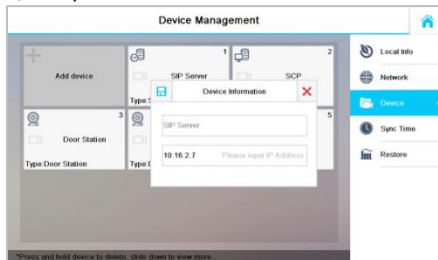 Device Management
Local Info
Network
Device
Sync Time
Restore
Add device
1
SIP Server
2
SCP
Device Information
SIP Server
10.16.2.7 Please input IP Address
3
Door Station
Type:Door Station
5
*Press and hold device to delete, slide down to view more.